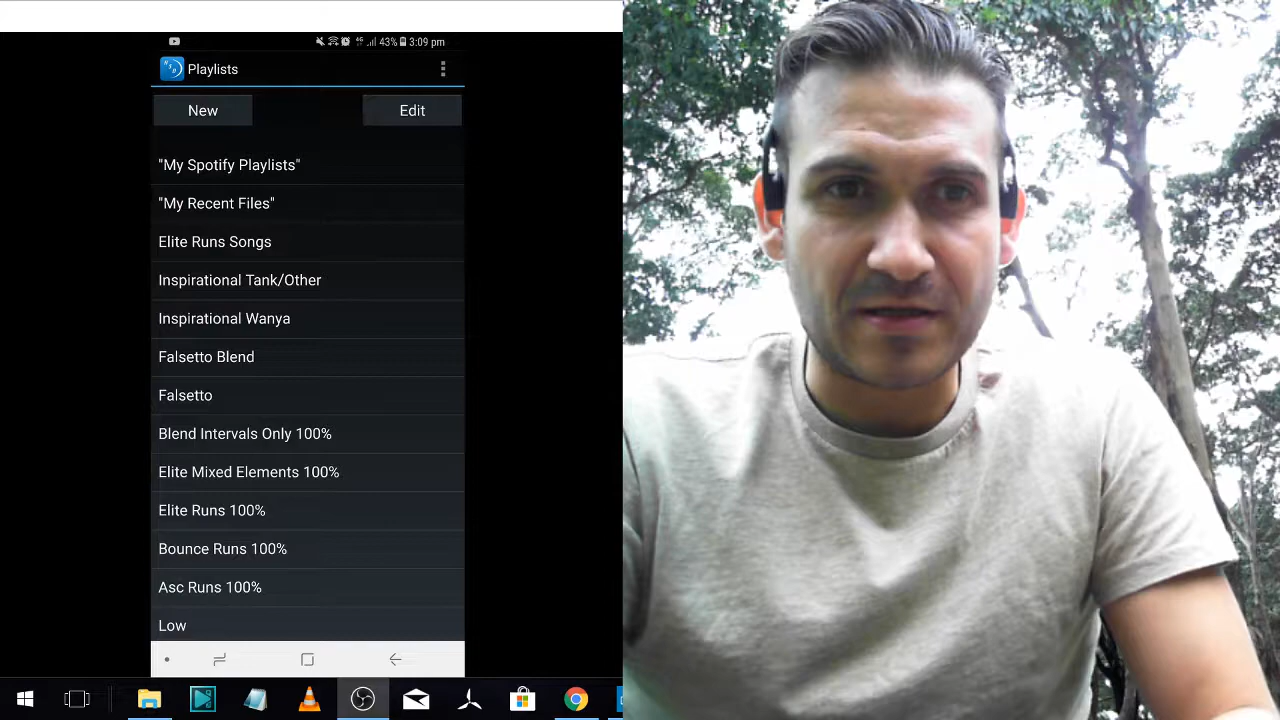 43% 3:09 pm
Playlists
New Edit
"My Spotify Playlists"
"My Recent Files"
Elite Runs Songs
Inspirational Tank/Other
Inspirational Wanya
Falsetto Blend
Falsetto
Blend Intervals Only 100%
Elite Mixed Elements 100%
Elite Runs 100%
Bounce Runs 100%
Asc Runs 100%
Low